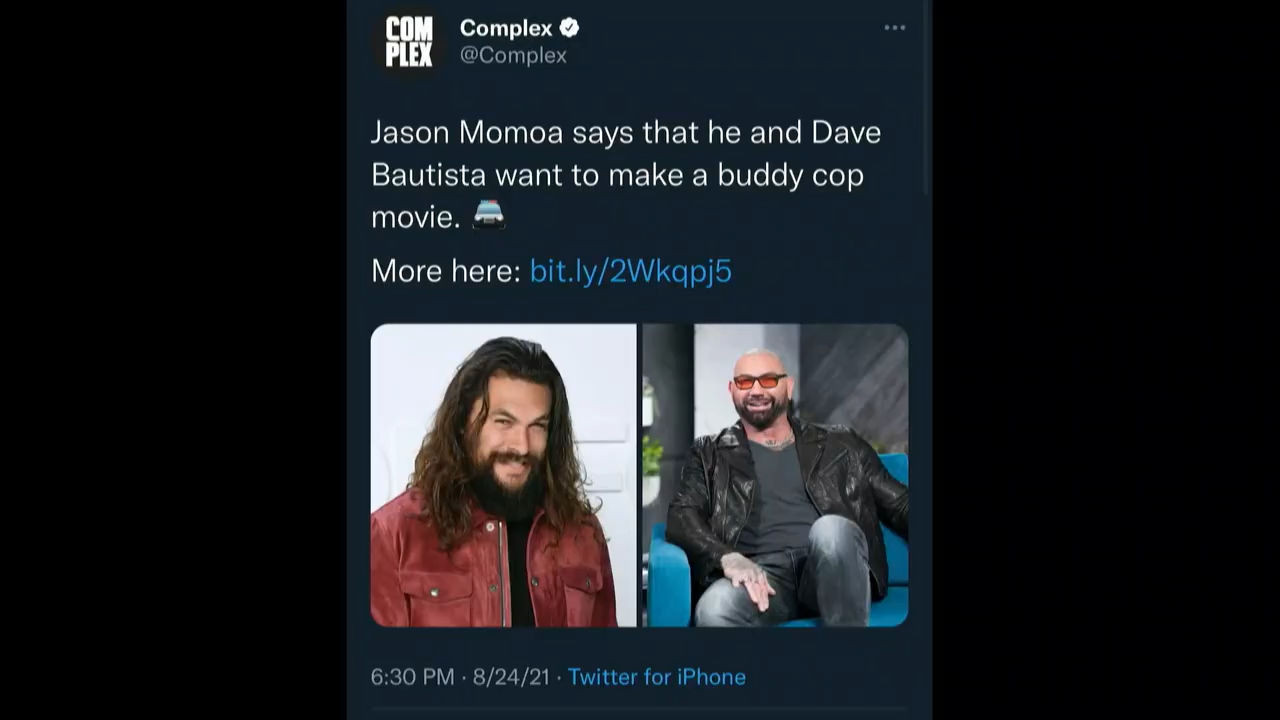 COM
PLEX
Complex
@Complex
Jason Momoa says that he and Dave
Bautista want to make a buddy cop
movie. 🚔
More here: bit.ly/2Wkqpj5
6:30 PM · 8/24/21 · Twitter for iPhone